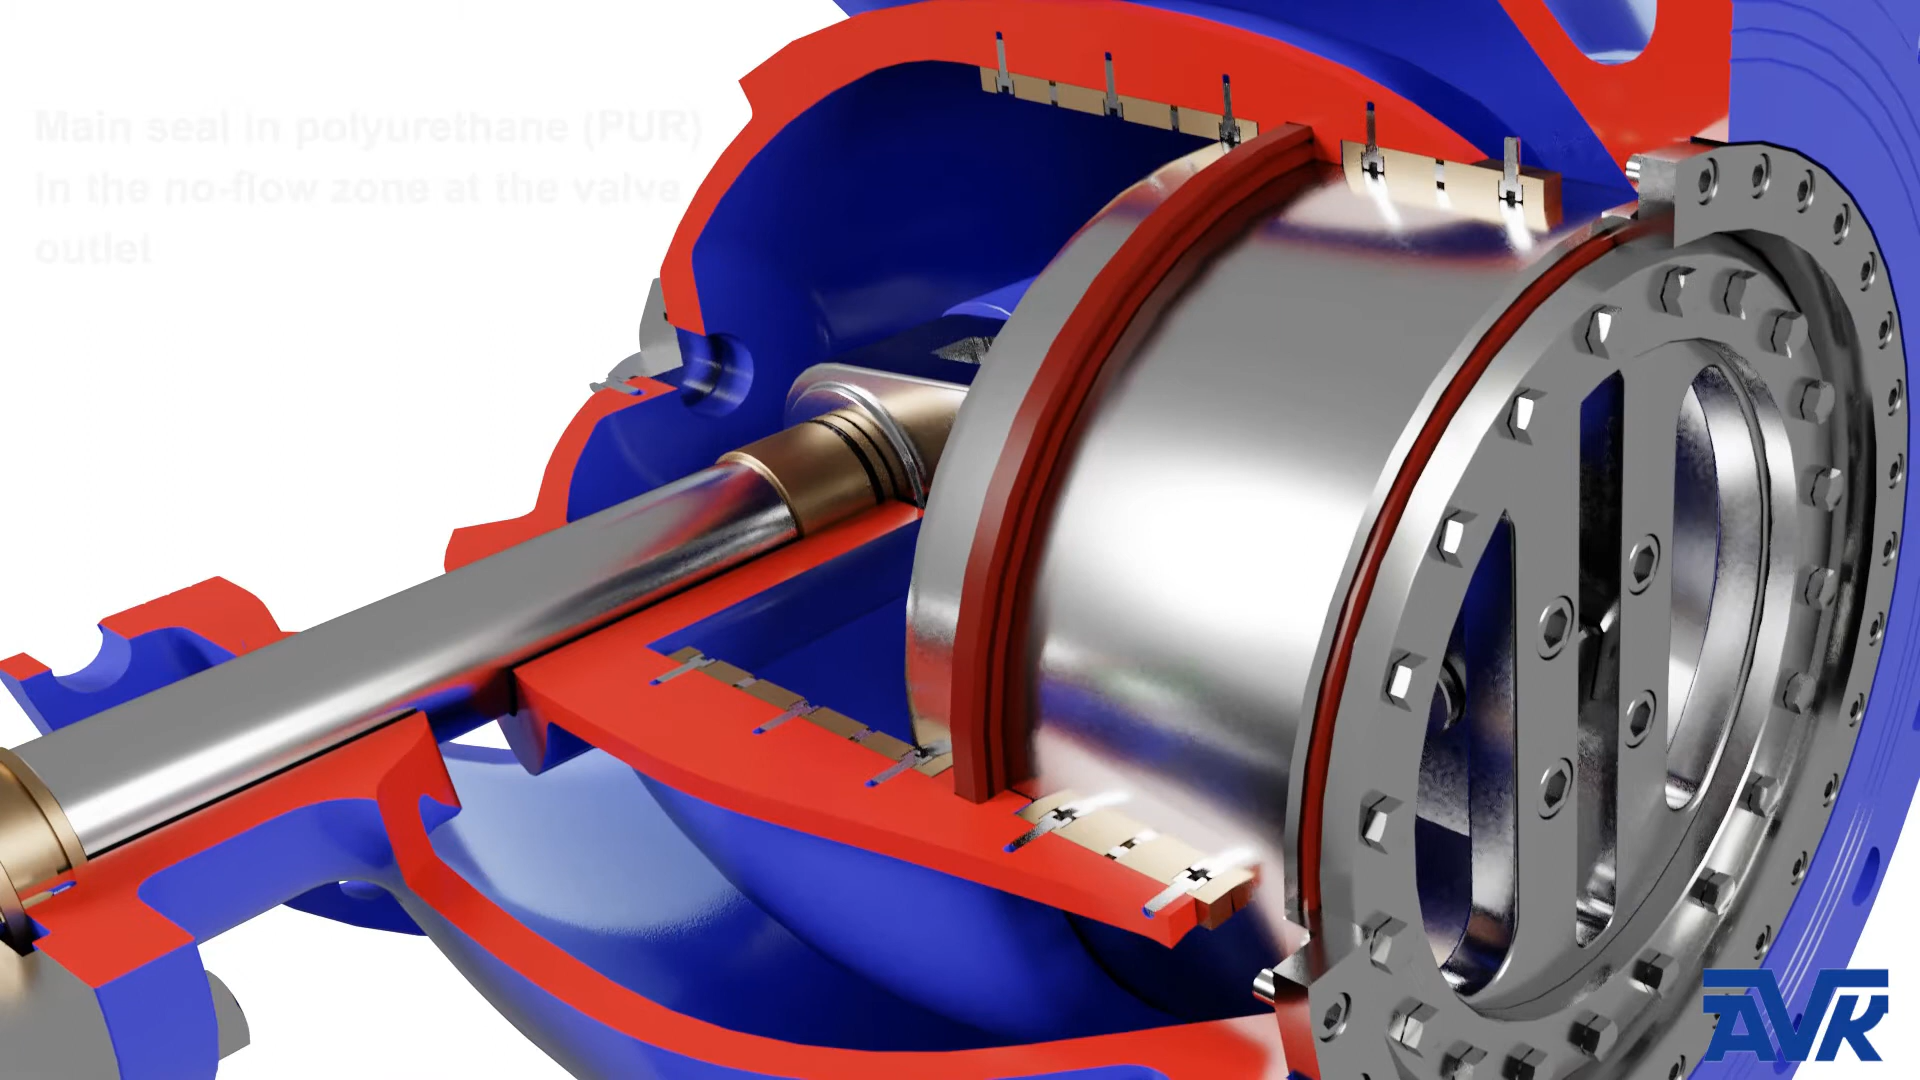 Main seal in polyurethane (PUR)
in the no-flow zone at the valve
outlet
AVK